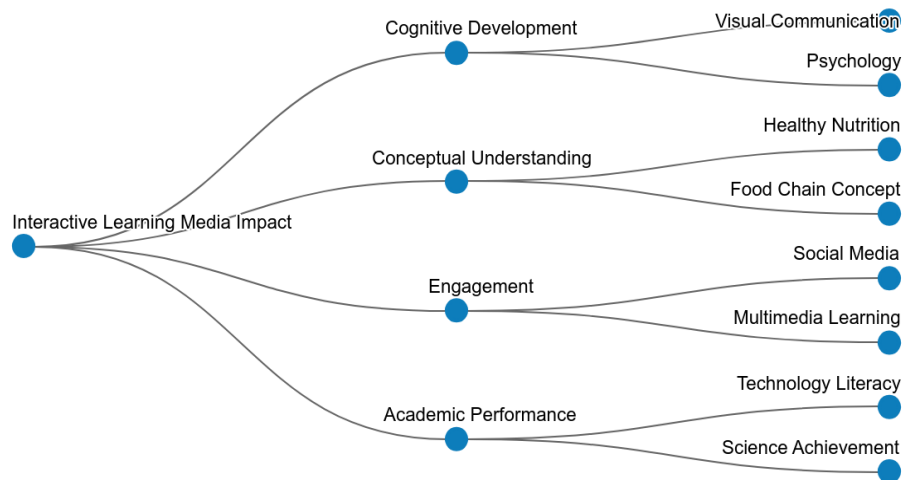 Cognitive Development
Visual Communication
Psychology
Conceptual Understanding
Healthy Nutrition
Food Chain Concept
Interactive Learning Media Impact
Engagement
Social Media
Multimedia Learning
Academic Performance
Technology Literacy
Science Achievement